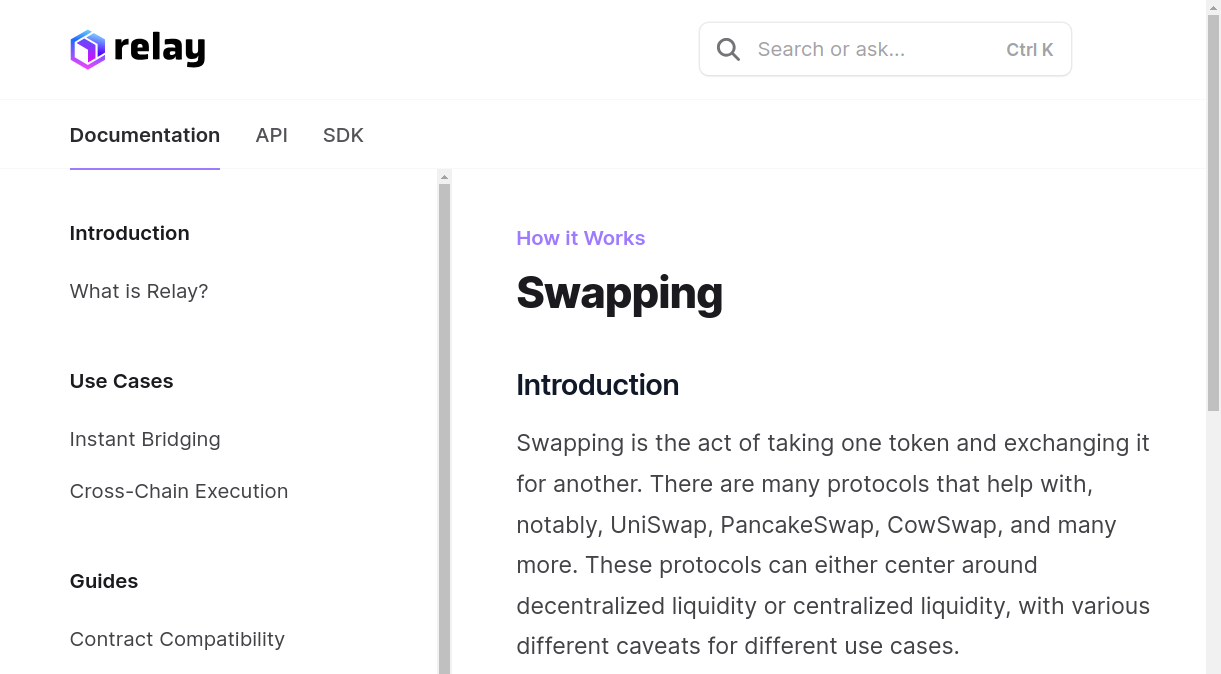 relay
Search or ask...
Ctrl K
Documentation
API
SDK
Introduction
What is Relay?
Use Cases
Instant Bridging
Cross-Chain Execution
Guides
Contract Compatibility
How it Works
Swapping
Introduction
Swapping is the act of taking one token and exchanging it
for another. There are many protocols that help with,
notably, UniSwap, PancakeSwap, CowSwap, and many
more. These protocols can either center around
decentralized liquidity or centralized liquidity, with various
different caveats for different use cases.